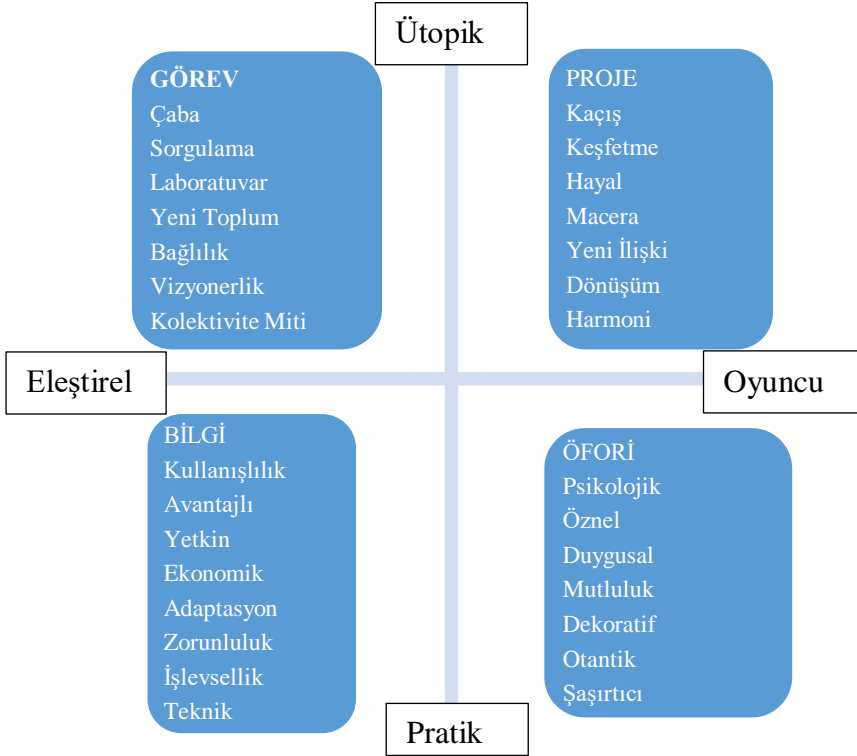 Ütopik
GÖREV
Çaba
Sorgulama
Laboratuvar
Yeni Toplum
Bağlılık
Vizyonerlik
Kolektivite Miti
PROJE
Kaçış
Keşfetme
Hayal
Macera
Yeni İlişki
Dönüşüm
Harmoni
Eleştirel
Oyuncu
BİLGİ
Kullanışlılık
Avantajlı
Yetkin
Ekonomik
Adaptasyon
Zorunluluk
İşlevsellik
Teknik
ÖFORİ
Psikolojik
Öznel
Duygusal
Mutluluk
Dekoratif
Otantik
Şaşırtıcı
Pratik